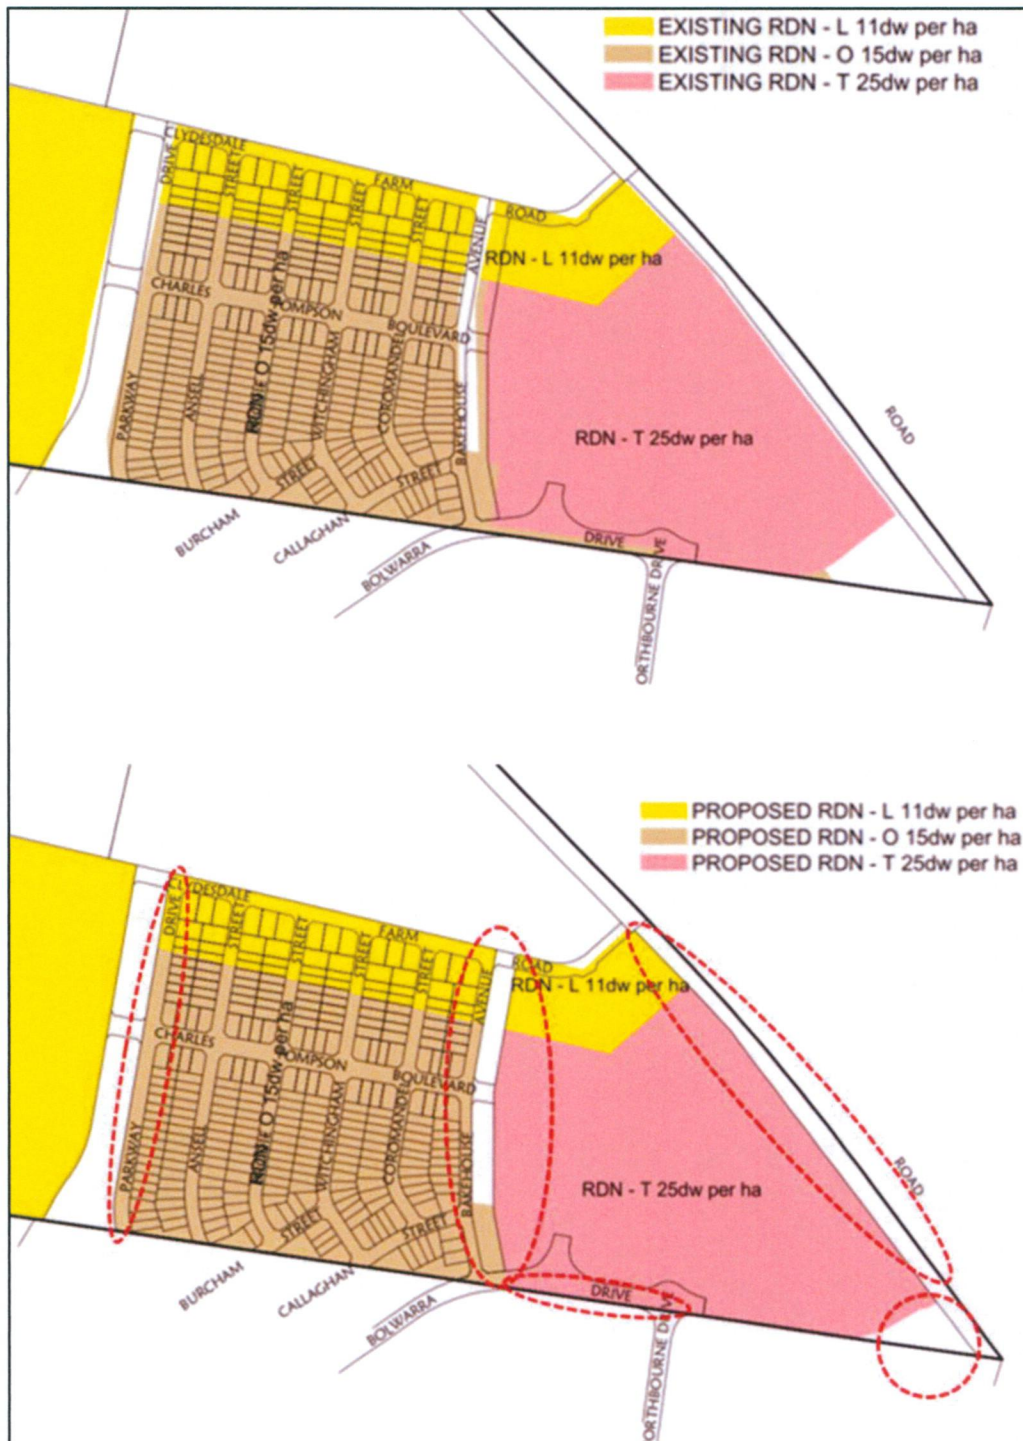 EXISTING RDN - L 11dw per ha
EXISTING RDN - O 15dw per ha
EXISTING RDN - T 25dw per ha
CLYDESDALE
FARM
ROAD
DRIVE
STREET
STREET
STREET
STREET
AVENUE
RDN - L 11dw per ha
CHARLES
POMPSON
BOULEVARD
O 15dw per ha
RDN
PARKWAY
ANSELL
WITCHINGHAM
COROMANDEL
BAKEHOUSE
ROAD
RDN - T 25dw per ha
STREET
STREET
BURCHAM
CALLAGHAN
BOLWARRA
DRIVE
ORTHBOURNE DRIVE
PROPOSED RDN - L 11dw per ha
PROPOSED RDN - O 15dw per ha
PROPOSED RDN - T 25dw per ha
CLYDESDALE
FARM
ROAD
DRIVE
STREET
STREET
STREET
STREET
AVENUE
RDN - L 11dw per ha
CHARLES
POMPSON
BOULEVARD
O 15dw per ha
RDN
PARKWAY
ANSELL
WITCHINGHAM
COROMANDEL
BAKEHOUSE
ROAD
RDN - T 25dw per ha
STREET
STREET
BURCHAM
CALLAGHAN
BOLWARRA
DRIVE
ORTHBOURNE DRIVE